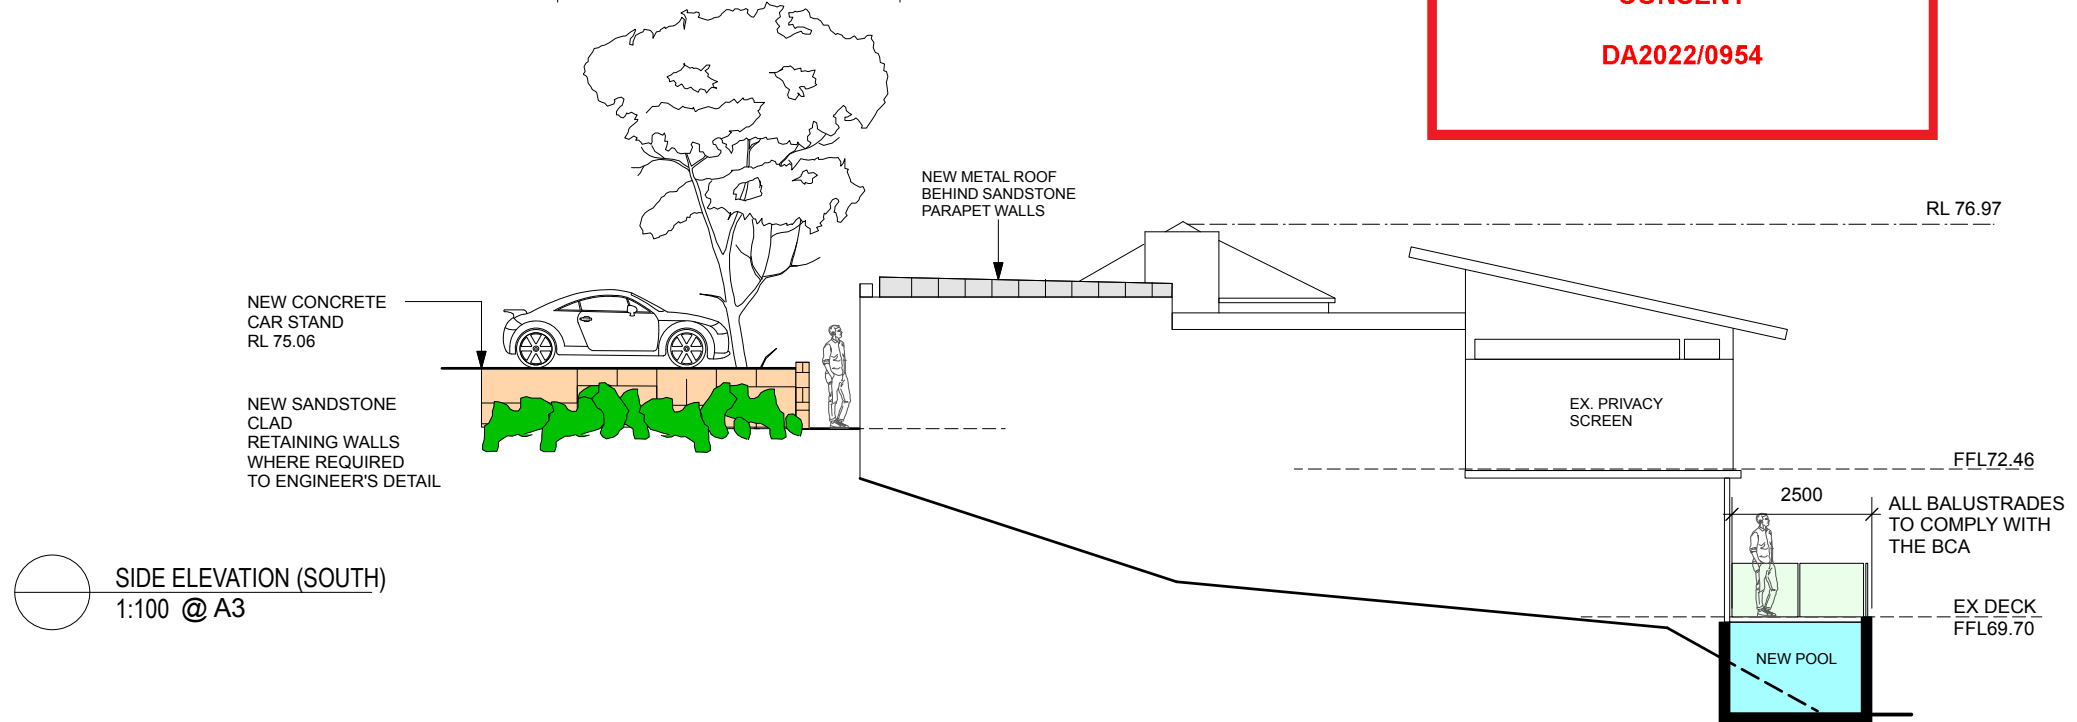 DA2022/0954
NEW METAL ROOF
BEHIND SANDSTONE
PARAPET WALLS
RL 76.97
NEW CONCRETE
CAR STAND
RL 75.06
NEW SANDSTONE
CLAD
RETAINING WALLS
WHERE REQUIRED
TO ENGINEER'S DETAIL
EX. PRIVACY
SCREEN
FFL72.46
2500
ALL BALUSTRADES
TO COMPLY WITH
THE BCA
EX DECK
FFL69.70
NEW POOL
SIDE ELEVATION (SOUTH)
1:100 @ A3